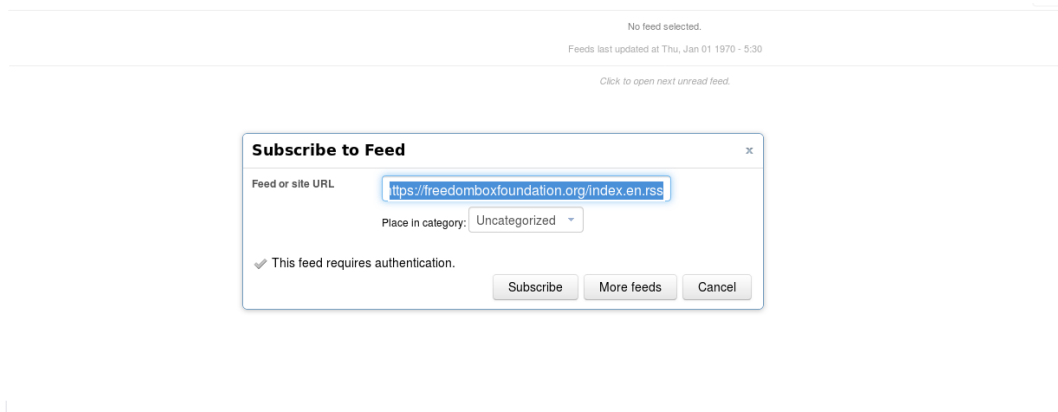 No feed selected.
Feeds last updated at Thu, Jan 01 1970 - 5:30
Click to open next unread feed.
Subscribe to Feed
x
Feed or site URL
ttps://freedomboxfoundation.org/index.en.rss
Place in category: Uncategorized
This feed requires authentication.
Subscribe More feeds Cancel